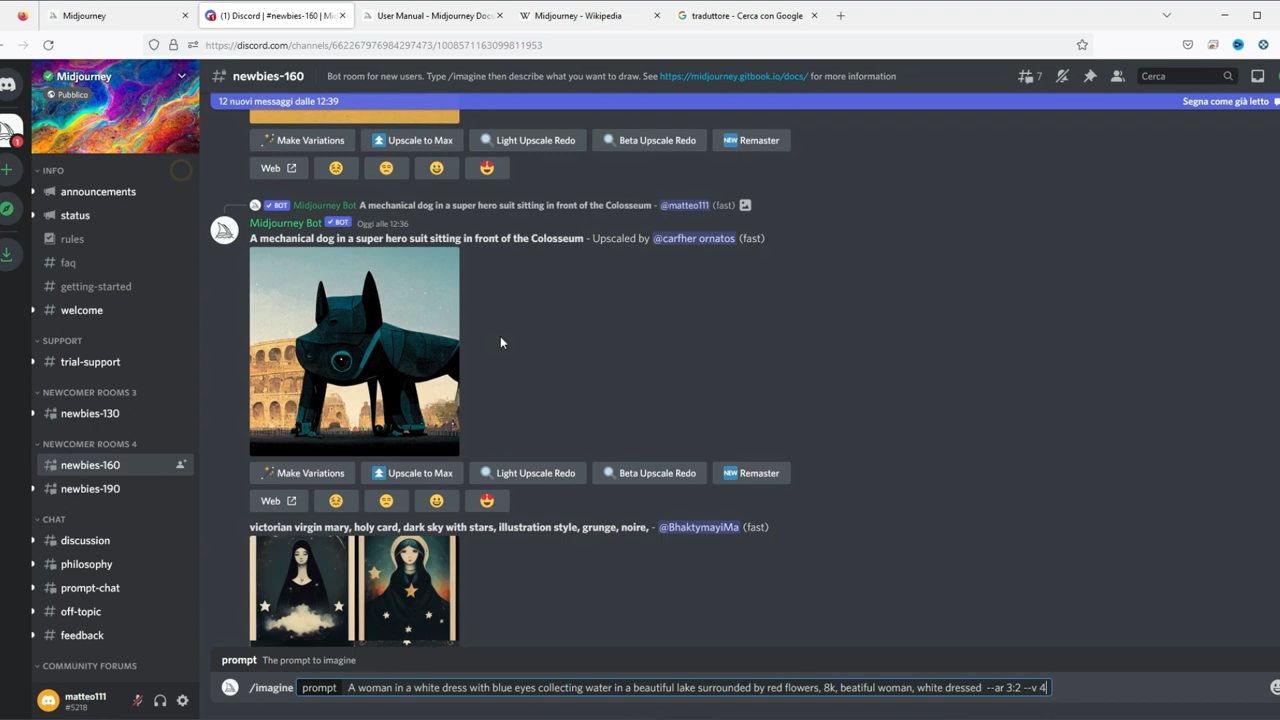 Midjourney
(1) Discord | #newbies-160 | Mi
User Manual - Midjourney Doc
Midjourney - Wikipedia
traduttore - Cerca con Google
https://discord.com/channels/662267976984297473/1008571163099811953
Midjourney
Pubblico
newbies-160
Bot room for new users. Type /imagine then describe what you want to draw. See https://midjourney.gitbook.io/docs/ for more information
7
Cerca
12 nuovi messaggi dalle 12:39
Segna come già letto
1
INFO
announcements
status
rules
faq
getting-started
welcome
SUPPORT
trial-support
NEWCOMER ROOMS 3
newbies-130
NEWCOMER ROOMS 4
newbies-160
newbies-190
CHAT
discussion
philosophy
prompt-chat
off-topic
feedback
COMMUNITY FORUMS
matteo111
#5218
Make Variations
Upscale to Max
Light Upscale Redo
Beta Upscale Redo
NEW Remaster
Web
BOT Midjourney Bot A mechanical dog in a super hero suit sitting in front of the Colosseum - @matteo111 (fast)
Midjourney Bot BOT Oggi alle 12:36
A mechanical dog in a super hero suit sitting in front of the Colosseum - Upscaled by @carfher ornatos (fast)
Make Variations
Upscale to Max
Light Upscale Redo
Beta Upscale Redo
NEW Remaster
Web
victorian virgin mary, holy card, dark sky with stars, illustration style, grunge, noire, - @BhaktymayiMa (fast)
prompt The prompt to imagine
/imagine prompt A woman in a white dress with blue eyes collecting water in a beautiful lake surrounded by red flowers, 8k, beatiful woman, white dressed --ar 3:2 --v 4